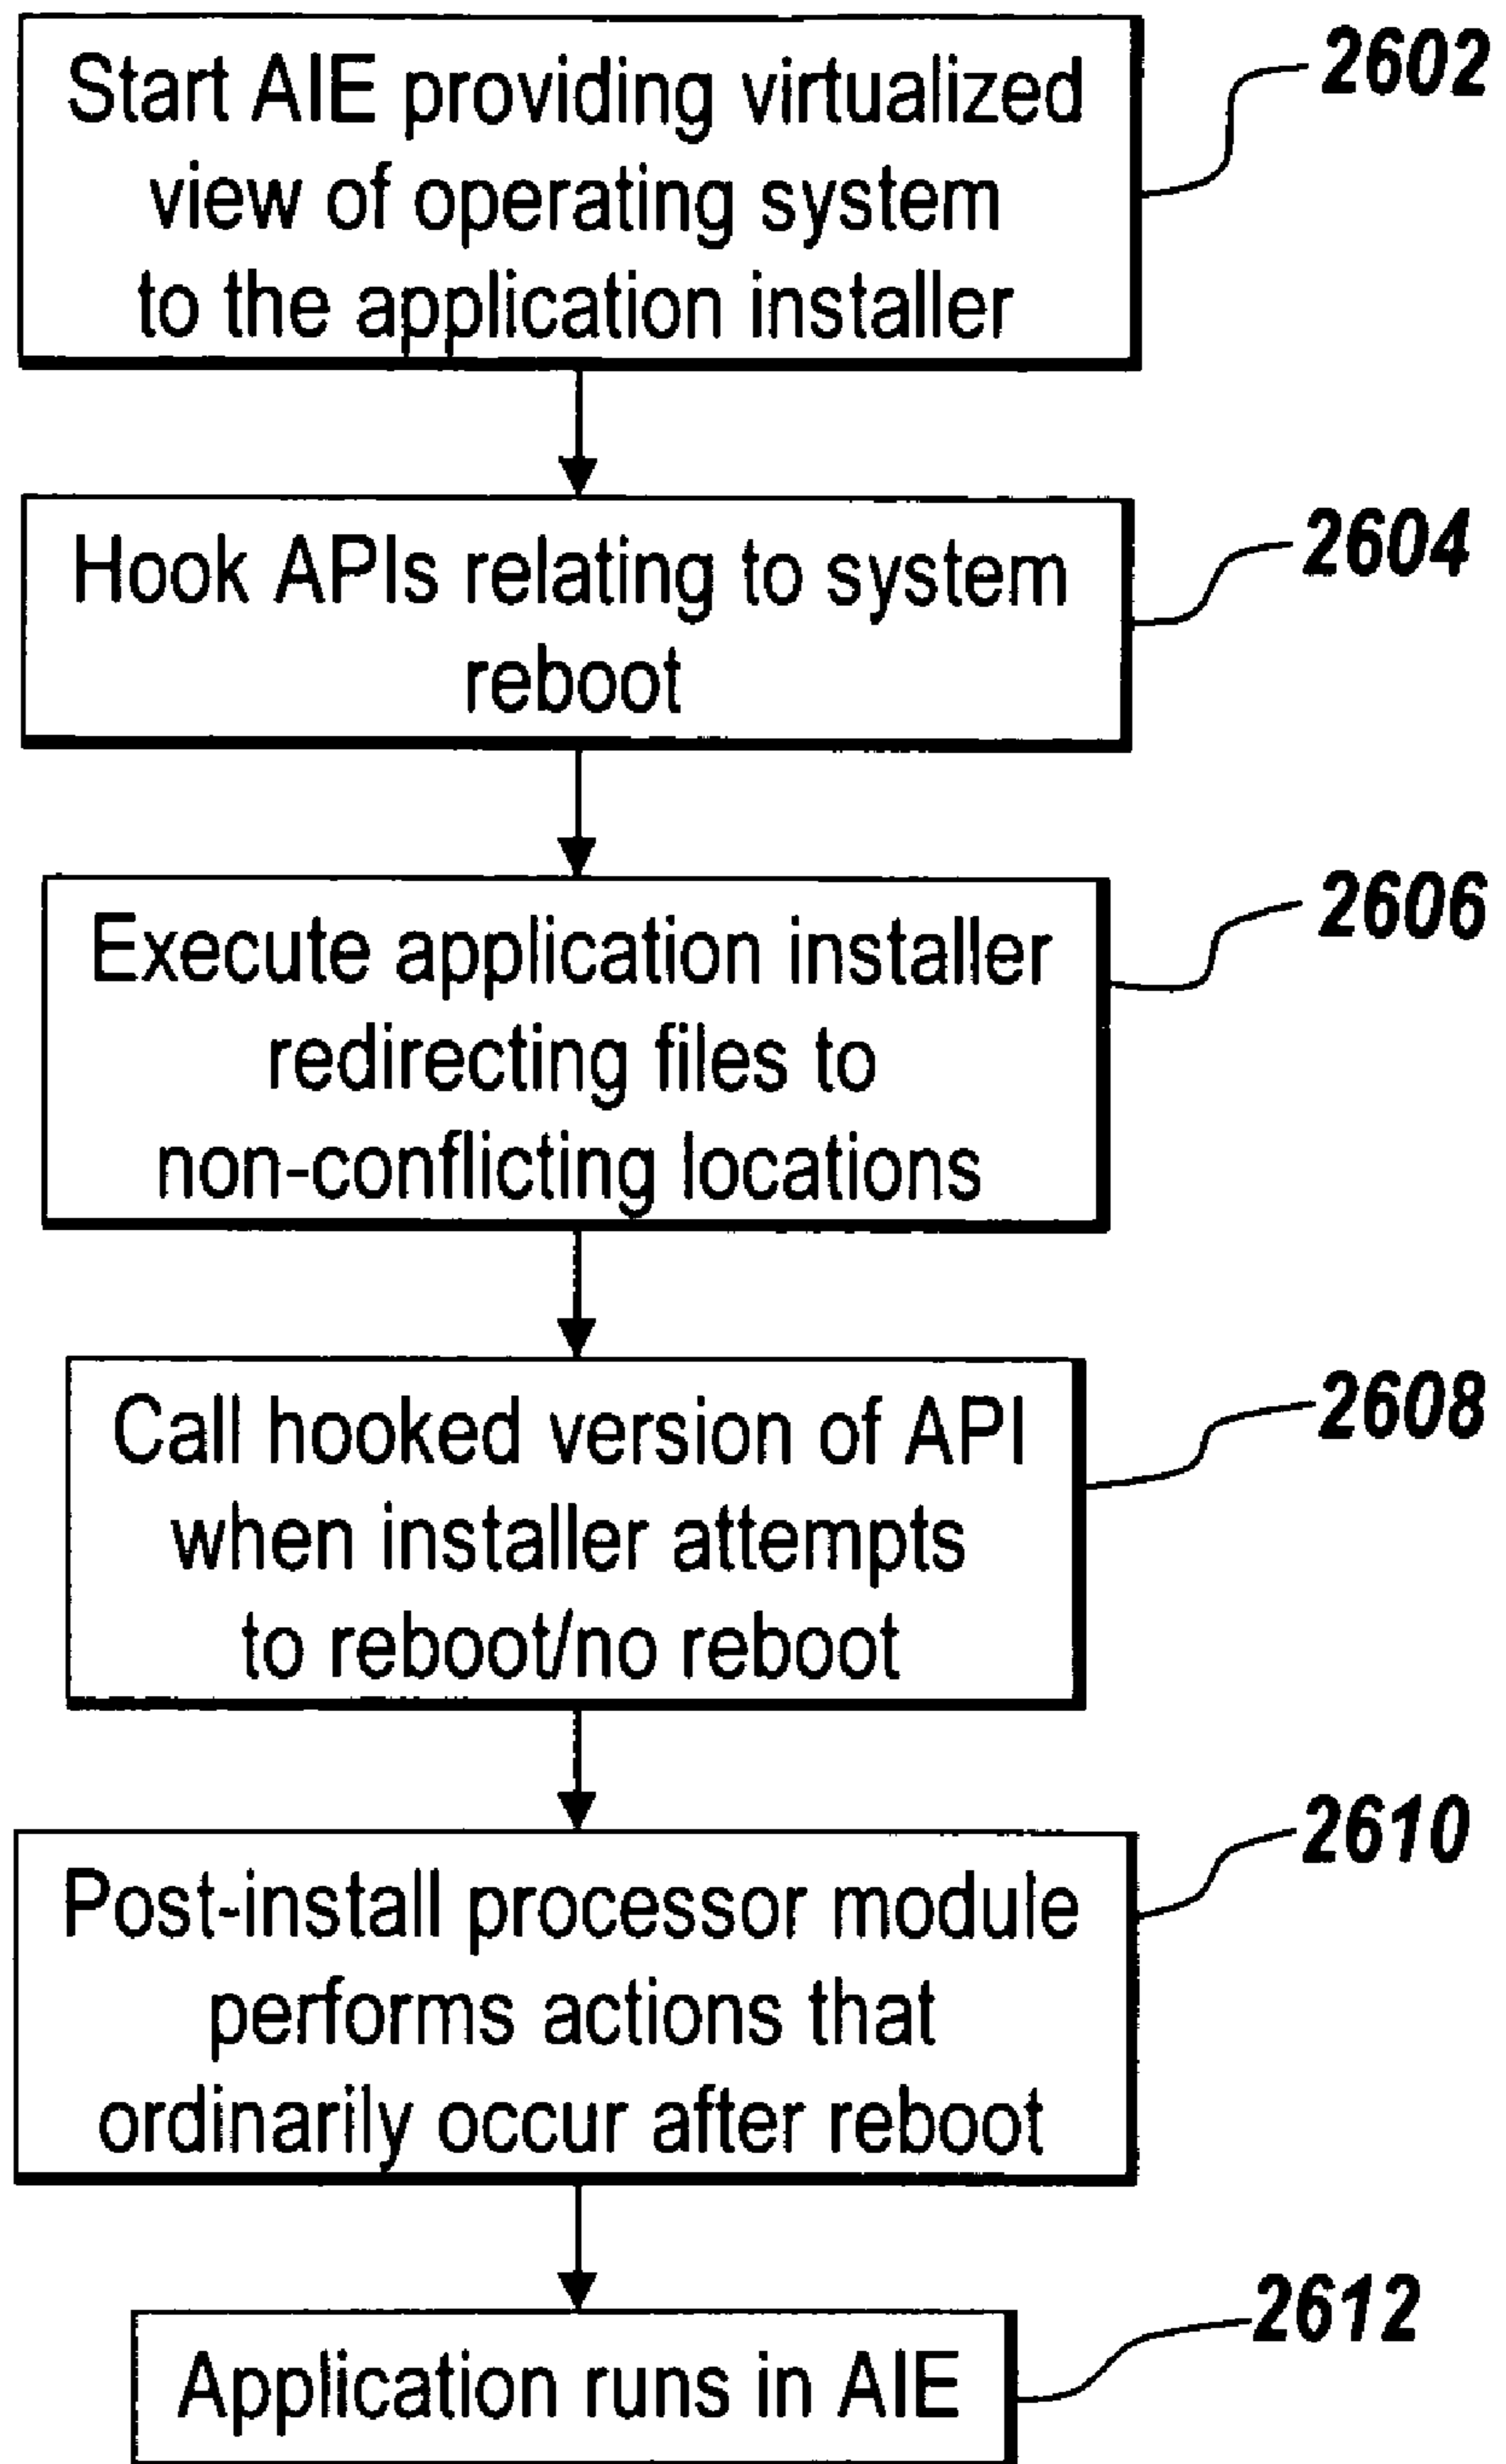 Start AIE providing virtualized
view of operating system
to the application installer
2602
Hook APIs relating to system
reboot
2604
Execute application installer
redirecting files to
non-conflicting locations
2606
Call hooked version of API
when installer attempts
to reboot/no reboot
2608
Post-install processor module
performs actions that
ordinarily occur after reboot
2610
Application runs in AIE
2612